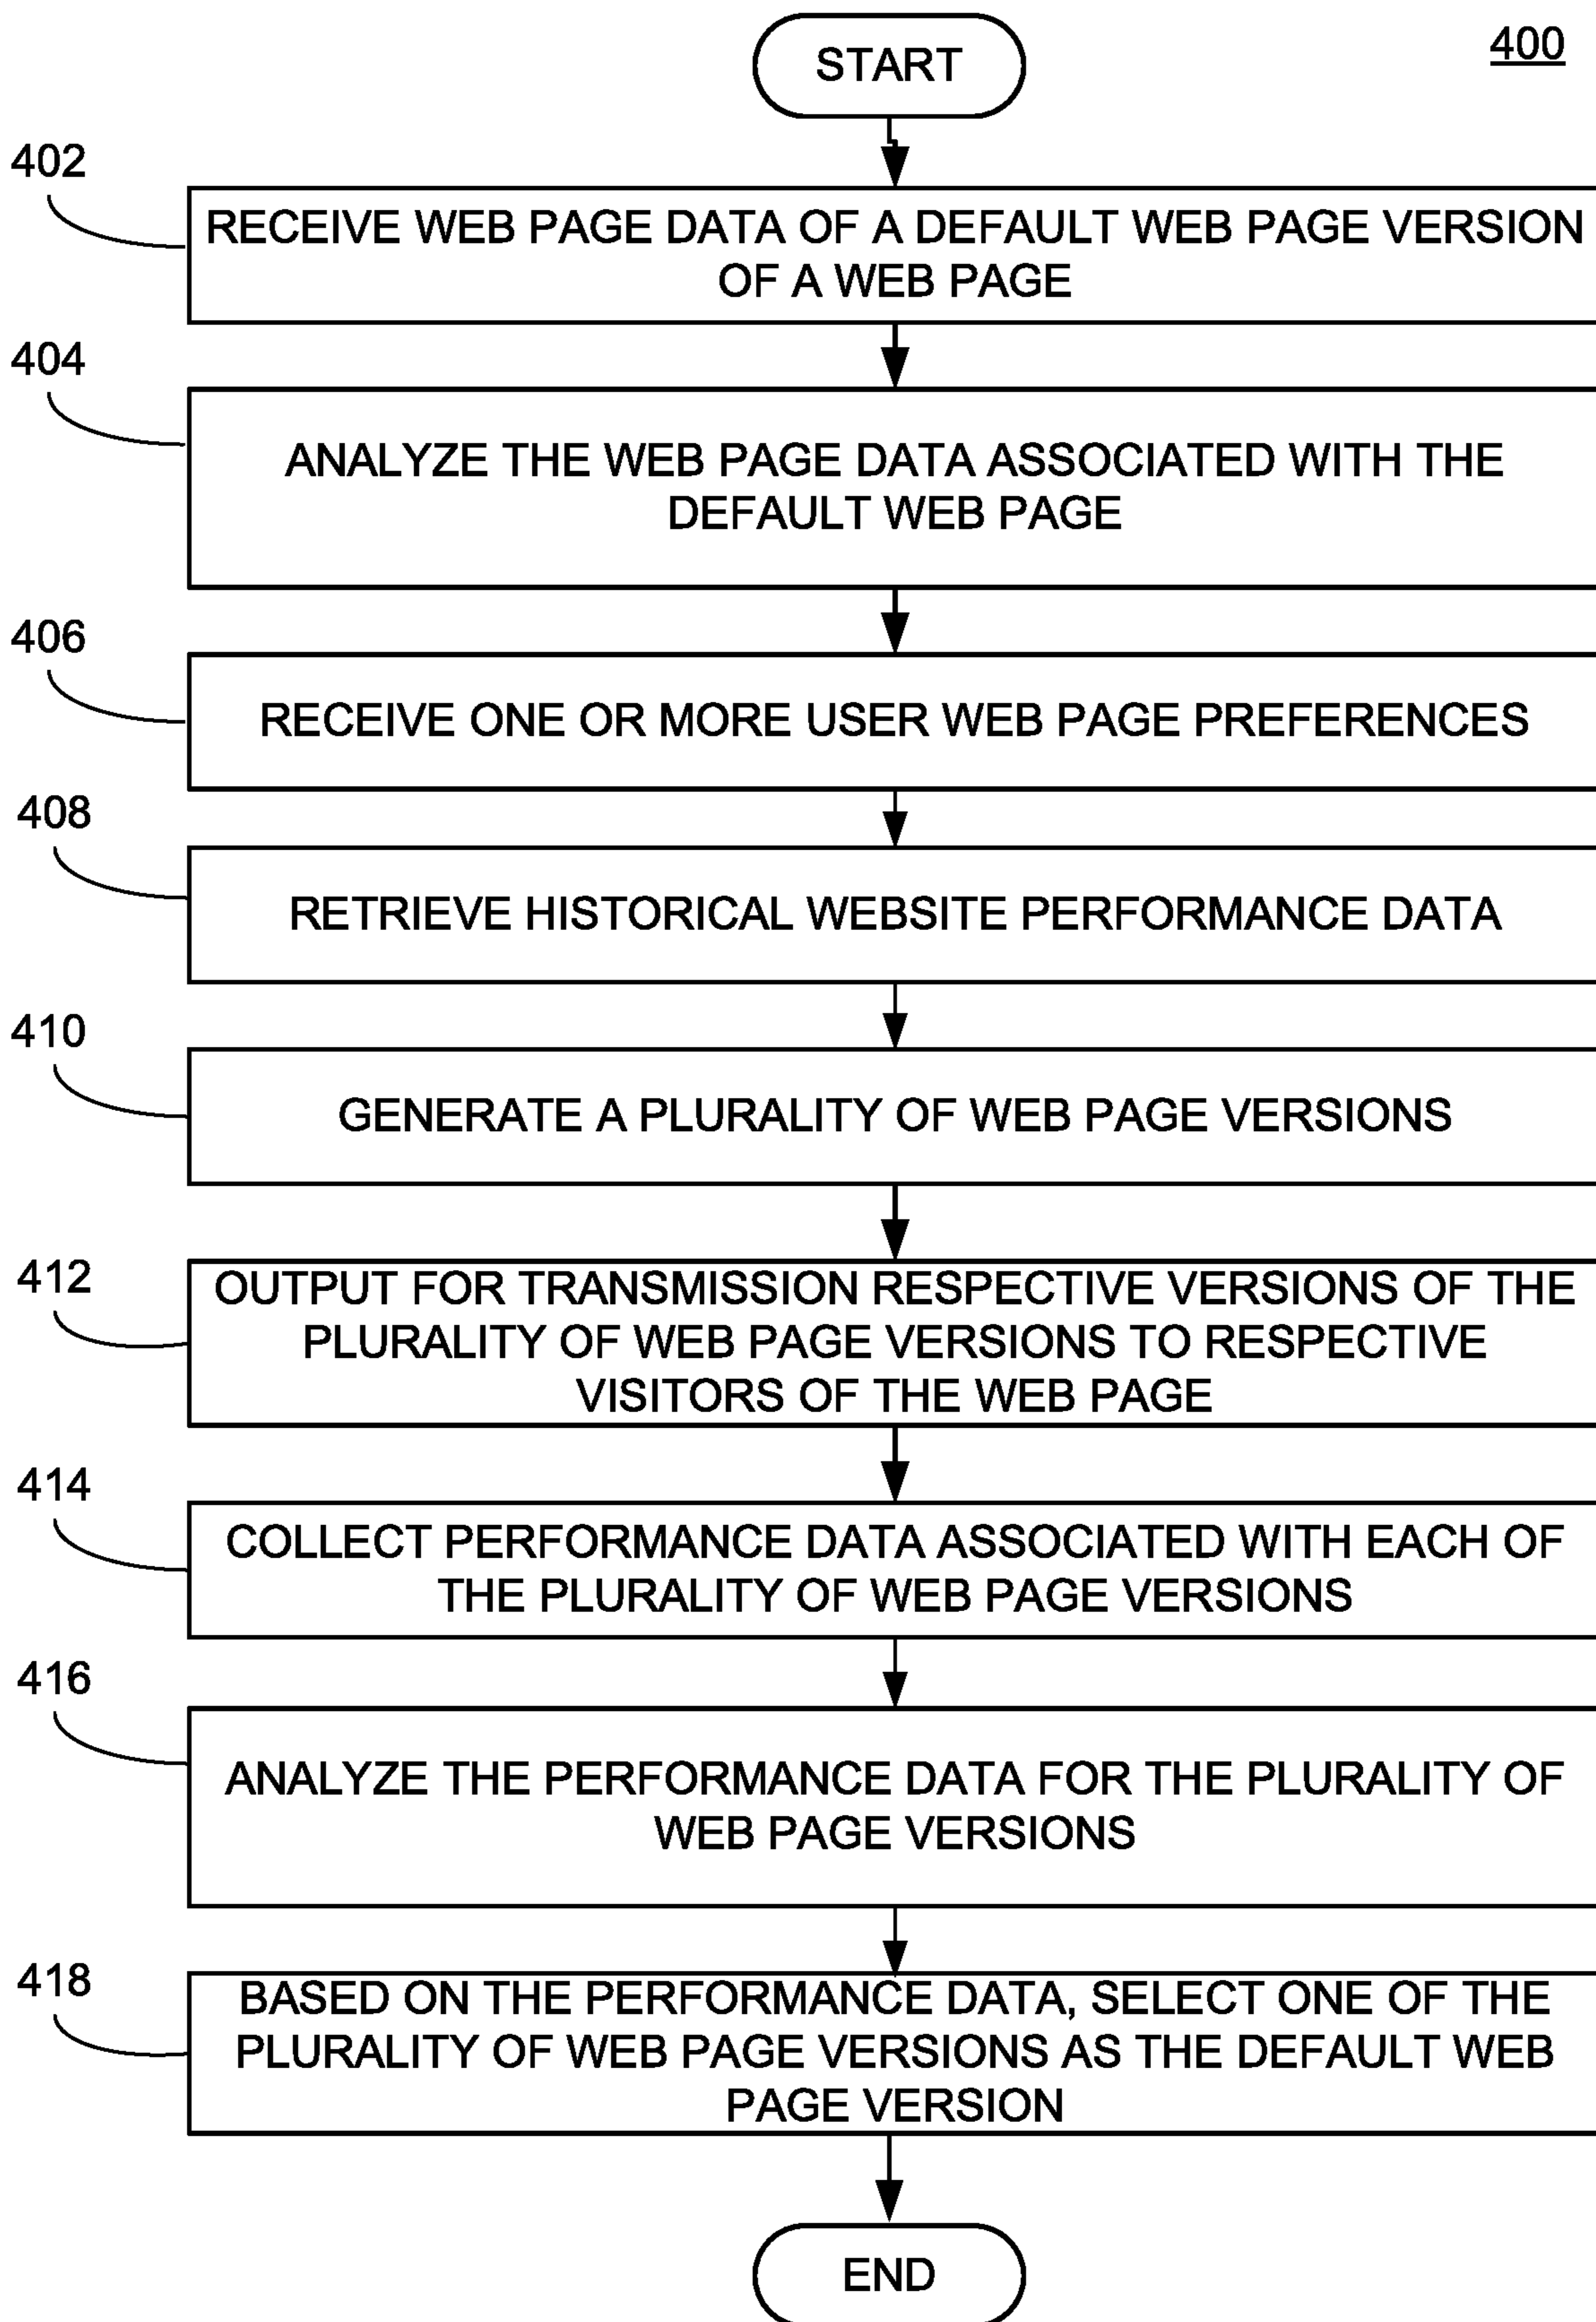 START
400
402
RECEIVE WEB PAGE DATA OF A DEFAULT WEB PAGE VERSION
OF A WEB PAGE
404
ANALYZE THE WEB PAGE DATA ASSOCIATED WITH THE
DEFAULT WEB PAGE
406
RECEIVE ONE OR MORE USER WEB PAGE PREFERENCES
408
RETRIEVE HISTORICAL WEBSITE PERFORMANCE DATA
410
GENERATE A PLURALITY OF WEB PAGE VERSIONS
412
OUTPUT FOR TRANSMISSION RESPECTIVE VERSIONS OF THE
PLURALITY OF WEB PAGE VERSIONS TO RESPECTIVE
VISITORS OF THE WEB PAGE
414
COLLECT PERFORMANCE DATA ASSOCIATED WITH EACH OF
THE PLURALITY OF WEB PAGE VERSIONS
416
ANALYZE THE PERFORMANCE DATA FOR THE PLURALITY OF
WEB PAGE VERSIONS
418
BASED ON THE PERFORMANCE DATA, SELECT ONE OF THE
PLURALITY OF WEB PAGE VERSIONS AS THE DEFAULT WEB
PAGE VERSION
END